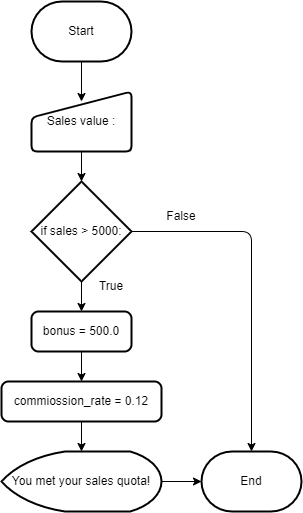 Start
Sales value :
if sales > 5000:
False
True
bonus = 500.0
commiossion_rate = 0.12
You met your sales quota!
End